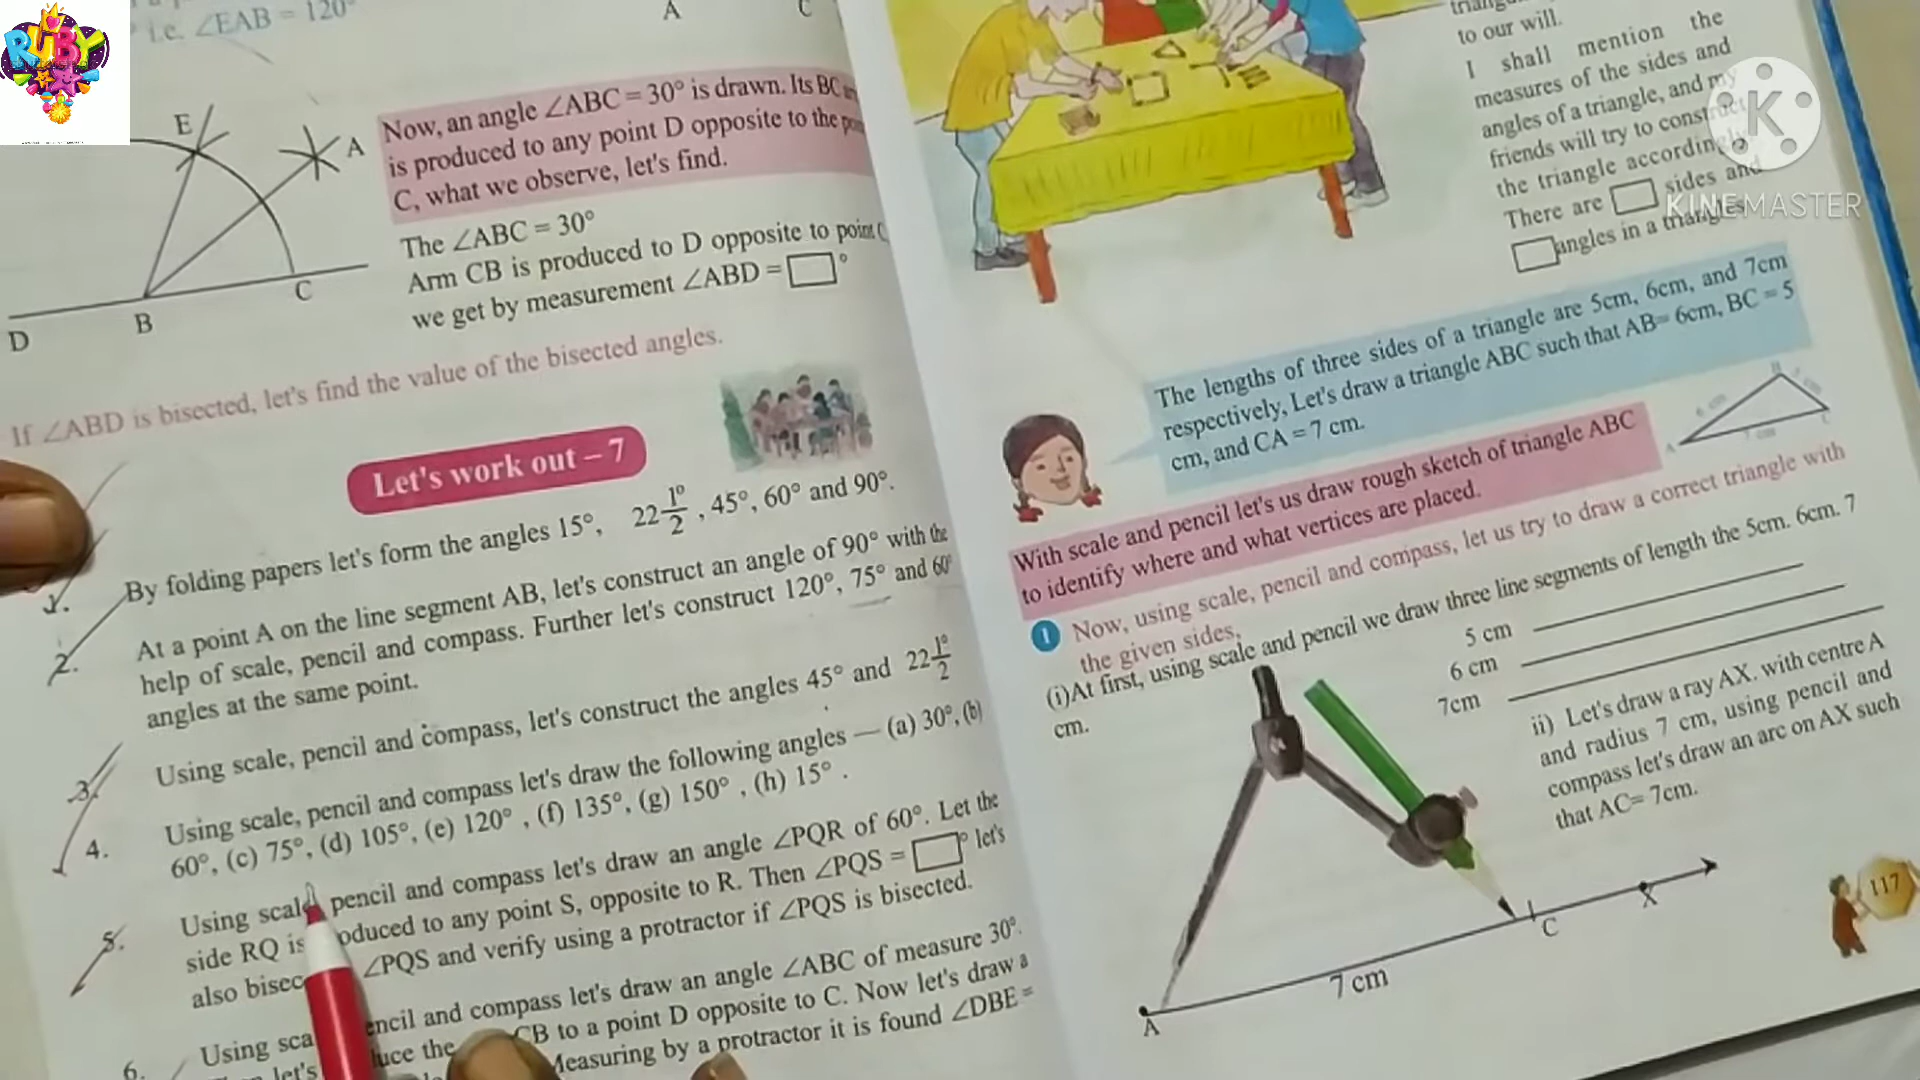 RUBY
i.e. ∠EAB = 120°
A
C
E
A
D
B
C
Now, an angle ∠ABC = 30° is drawn. Its BC
is produced to any point D opposite to the
C, what we observe, let's find.
The ∠ABC = 30°
Arm CB is produced to D opposite to point C
we get by measurement ∠ABD = □°
If ∠ABD is bisected, let's find the value of the bisected angles.
Let's work out – 7
1. By folding papers let's form the angles 15°, 22 1/2°, 45°, 60° and 90°.
2. At a point A on the line segment AB, let's construct an angle of 90° with the
help of scale, pencil and compass. Further let's construct 120°, 75° and 60°
angles at the same point.
3. Using scale, pencil and compass, let's construct the angles 45° and 22 1/2°
4. Using scale, pencil and compass let's draw the following angles — (a) 30°, (b)
60°, (c) 75°, (d) 105°, (e) 120° , (f) 135°, (g) 150° , (h) 15° .
5. Using scale pencil and compass let's draw an angle ∠PQR of 60°. Let the
side RQ is produced to any point S, opposite to R. Then ∠PQS = □° let's
also bisec ∠PQS and verify using a protractor if ∠PQS is bisected.
6. Using sca encil and compass let's draw an angle ∠ABC of measure 30°.
let's uce the CB to a point D opposite to C. Now let's draw a
Measuring by a protractor it is found ∠DBE =
to our will.
I shall mention the
measures of the sides and
angles of a triangle, and my
friends will try to construct
the triangle accordingly
There are □ sides and
□ angles in a triangles
K
KINEMASTER
The lengths of three sides of a triangle are 5cm, 6cm, and 7cm
respectively, Let's draw a triangle ABC such that AB= 6cm, BC = 5
cm, and CA = 7 cm.
With scale and pencil let's us draw rough sketch of triangle ABC
to identify where and what vertices are placed.
1 Now, using scale, pencil and compass, let us try to draw a correct triangle with
the given sides,
(i)At first, using scale and pencil we draw three line segments of length the 5cm. 6cm. 7
cm.
5 cm
6 cm
7cm
ii) Let's draw a ray AX. with centre A
and radius 7 cm, using pencil and
compass let's draw an arc on AX such
that AC= 7cm.
A
7 cm
C
X
117